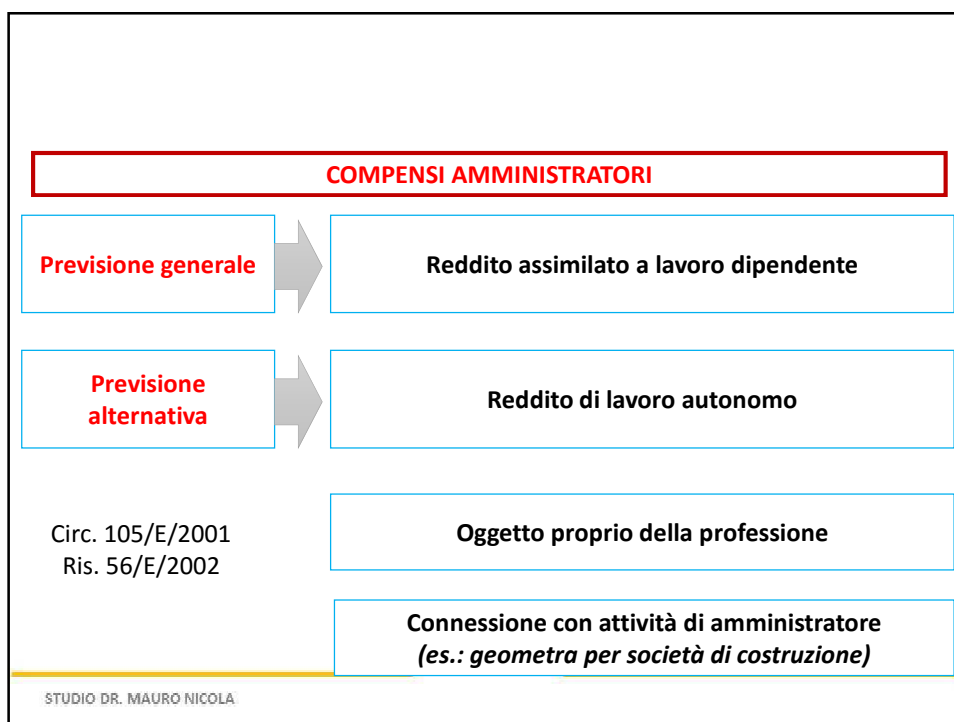 COMPENSI AMMINISTRATORI
Previsione generale
Reddito assimilato a lavoro dipendente
Previsione
alternativa
Reddito di lavoro autonomo
Circ. 105/E/2001
Ris. 56/E/2002
Oggetto proprio della professione
Connessione con attività di amministratore
(es.: geometra per società di costruzione)
STUDIO DR. MAURO NICOLA